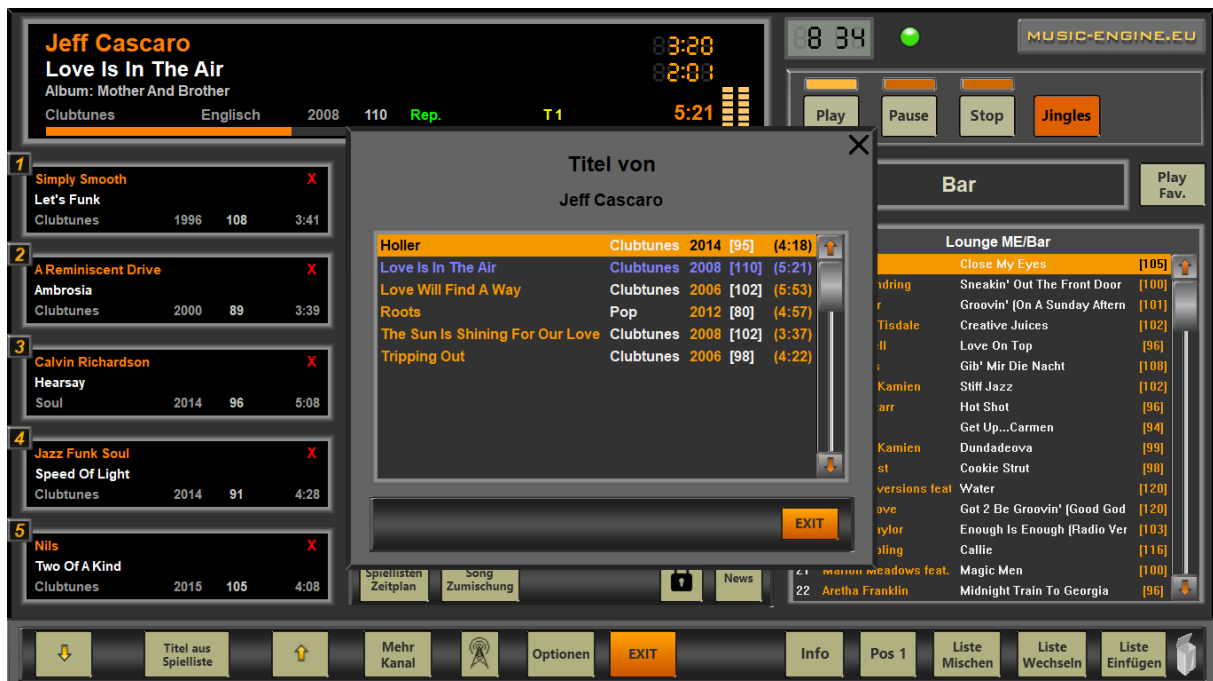 Jeff Cascaro
Love Is In The Air
Album: Mother And Brother
Clubtunes Englisch 2008 110 Rep. T1 5:21
3:20
2:01
8 34
MUSIC-ENGINE.EU
Play Pause Stop Jingles
1
Simply Smooth X
Let's Funk
Clubtunes 1996 108 3:41
2
A Reminiscent Drive X
Ambrosia
Clubtunes 2000 89 3:39
3
Calvin Richardson X
Hearsay
Soul 2014 96 5:08
4
Jazz Funk Soul X
Speed Of Light
Clubtunes 2014 91 4:28
5
Nils X
Two Of A Kind
Clubtunes 2015 105 4:08
Titel von
Jeff Cascaro
Holler Clubtunes 2014 [95] (4:18)
Love Is In The Air Clubtunes 2008 [110] (5:21)
Love Will Find A Way Clubtunes 2006 [102] (5:53)
Roots Pop 2012 [80] (4:57)
The Sun Is Shining For Our Love Clubtunes 2008 [102] (3:37)
Tripping Out Clubtunes 2006 [98] (4:22)
EXIT
Spiellisten
Zeitplan
Song
Zumischung
News
Bar
Play
Fav.
Lounge ME/Bar
Close My Eyes [105]
Sneakin' Out The Front Door [100]
Groovin' (On A Sunday Aftern [101]
Tisdale Creative Juices [102]
Love On Top [96]
Gib' Mir Die Nacht [108]
Kamien Stiff Jazz [102]
Hot Shot [96]
Get Up...Carmen [94]
Kamien Dundadeova [99]
Cookie Strut [98]
feat Water [120]
Got 2 Be Groovin' (Good God [120]
Enough Is Enough (Radio Ver [103]
Callie [116]
21 Marion Meadows feat. Magic Men [100]
22 Aretha Franklin Midnight Train To Georgia [96]
Titel aus
Spielliste
Mehr
Kanal
Optionen
EXIT
Info
Pos 1
Liste
Mischen
Liste
Wechseln
Liste
Einfügen